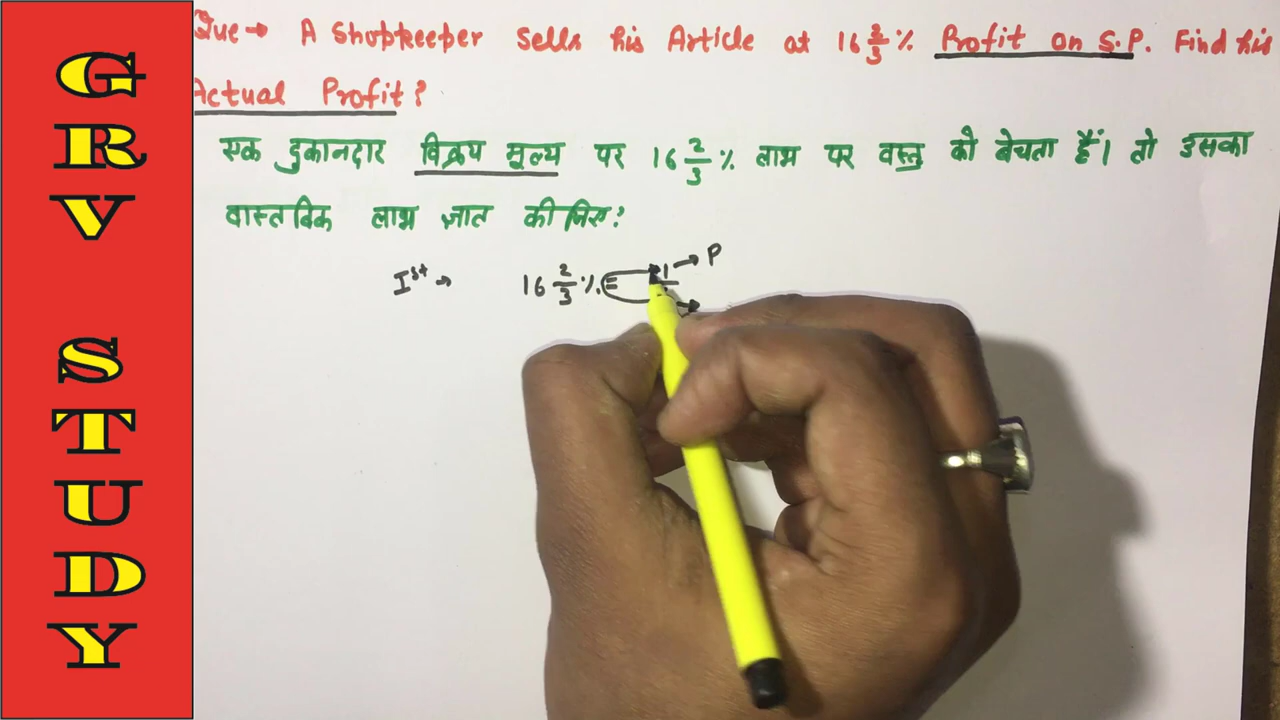 GRV STUDY
Que→ A Shopkeeper sells his Article at 16 2/3 % Profit on S.P. Find his
Actual Profit?
एक दुकानदार विक्रय मूल्य पर 16 2/3 % लाभ पर वस्तु को बेचता हैं। तो उसका
वास्तविक लाभ ज्ञात कीजिए?
Ist → 16 2/3 % = 1 → P